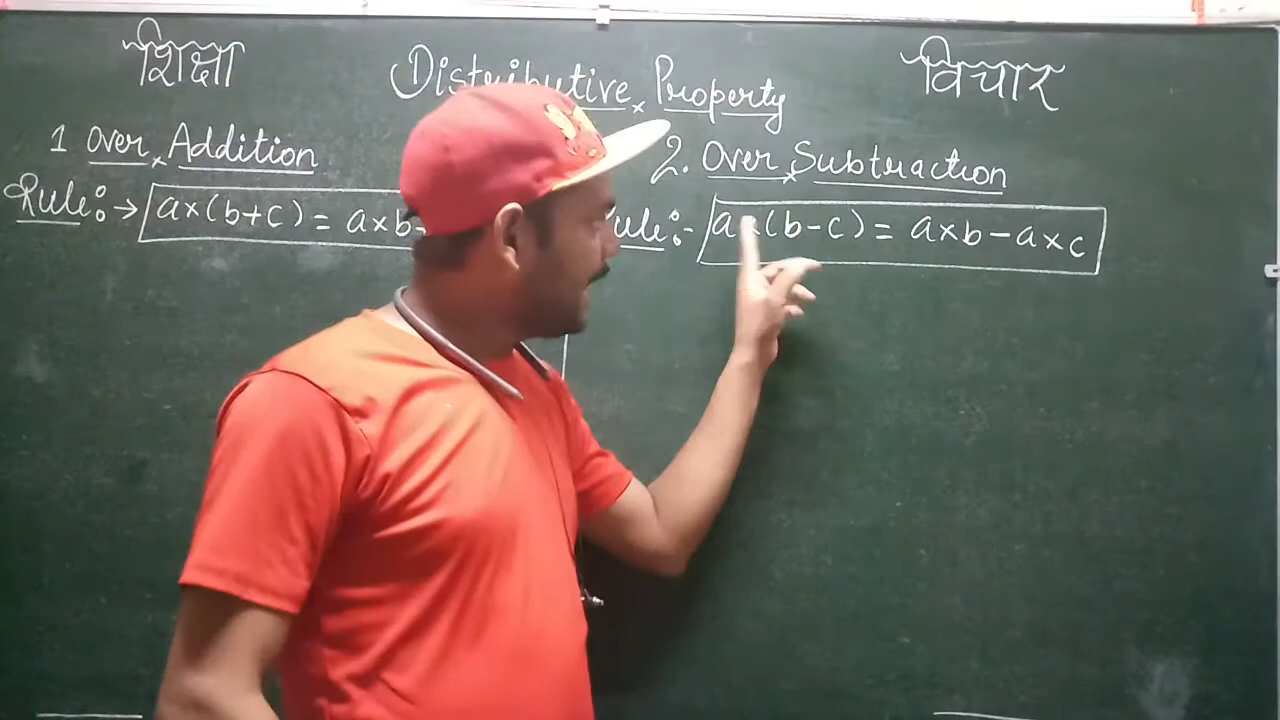 शिक्षा
Distributive Property
विचार
1 Over Addition
Rule:→ a×(b+c) = a×b
2. Over Subtraction
Rule:- a×(b-c) = a×b-a×c